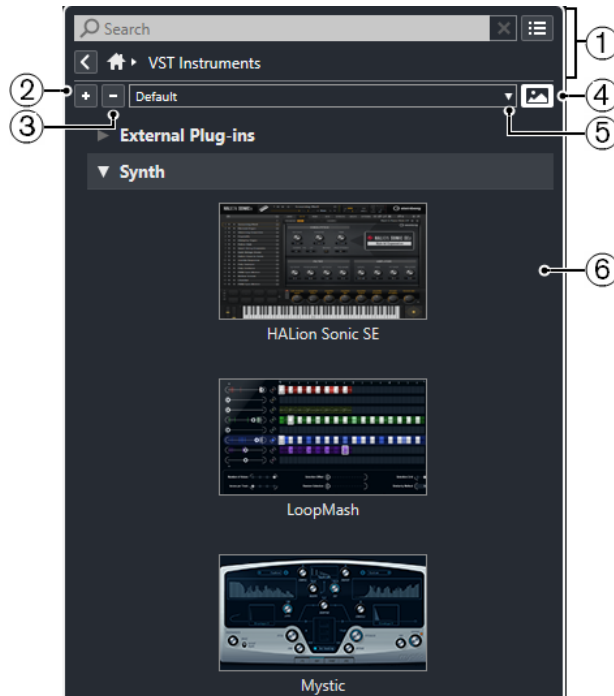 Search
①
VST Instruments
②
Default
④
③
⑤
External Plug-ins
Synth
⑥
HALion Sonic SE
LoopMash
Mystic